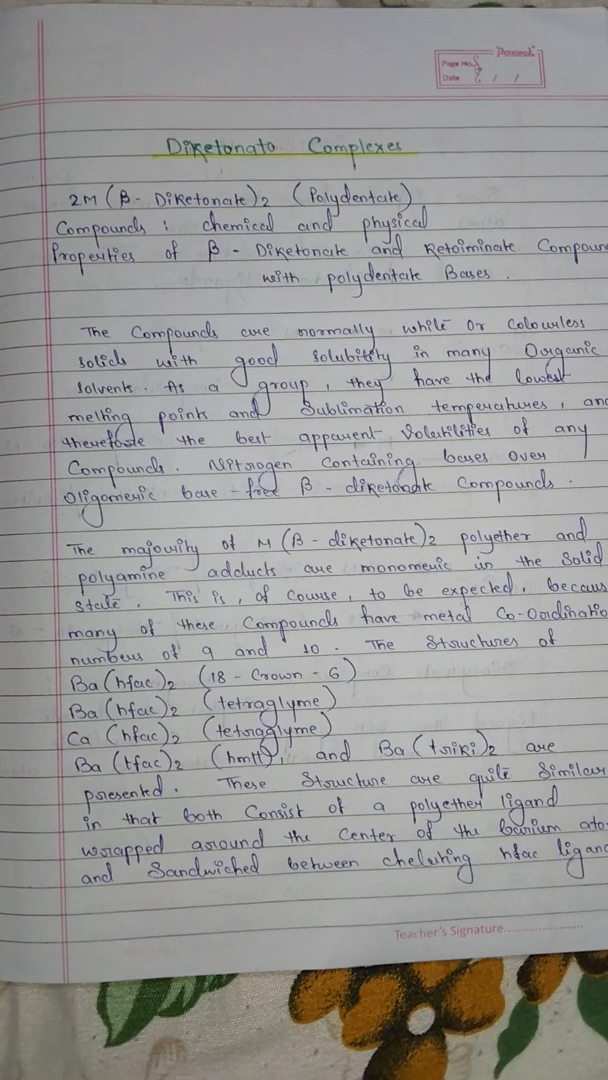 Peacock
Page No.
Date / /
Diketonato Complexes
2M (β - Diketonate)2 (Polydentate)
Compounds : chemical and physical
Properties of β - Diketonate and Ketoiminate Compoun
with polydentate Bases .
The Compounds are normally white or colourless
solids with good solubility in many Organic
solvents . As a group , they have the lowest
melting points and Sublimation temperatures , and
therefore the best apparent Volatilities of any
Compounds . Nitrogen containing bases over
Oligomeric base - free β - diketonate Compounds .
The majority of M (β - diketonate)2 polyether and
polyamine adducts are monomeric in the Solid
State . This is , of Course , to be expected , becaus
many of these Compounds have metal Co-Ordinatio
numbers of 9 and 10 . The Structures of
Ba (hfac)2 (18 - Crown - 6)
Ba (hfac)2 (tetraglyme)
Ca (hfac)2 (tetraglyme)
Ba (tfac)2 (hmtt) , and Ba (triki)2 are
presented . These Structure are quite Similar
in that both Consist of a polyether ligand
wrapped around the Center of the barium ato
and Sandwiched between chelating hfac ligand
Teacher's Signature........................